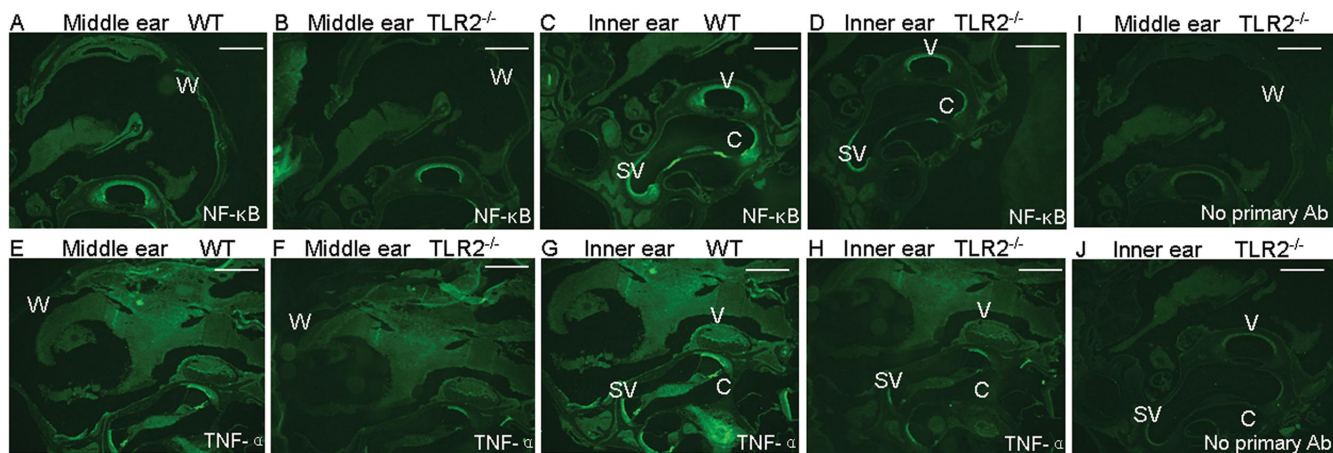 A Middle ear WT
B Middle ear TLR2-/-
C Inner ear WT
D Inner ear TLR2-/-
I Middle ear TLR2-/-
W
W
V
C
SV
V
C
SV
W
NF-κB
NF-κB
NF-κB
NF-κB
No primary Ab
E Middle ear WT
F Middle ear TLR2-/-
G Inner ear WT
H Inner ear TLR2-/-
J Inner ear TLR2-/-
W
W
V
SV
C
V
SV
C
V
SV
C
TNF-α
TNF-α
TNF-α
TNF-α
No primary Ab